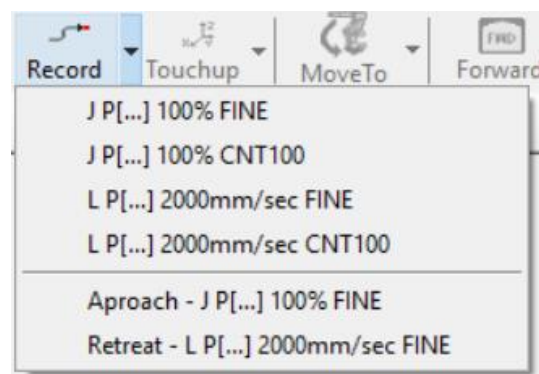 Record Touchup MoveTo FWD Forward
J P[...] 100% FINE
J P[...] 100% CNT100
L P[...] 2000mm/sec FINE
L P[...] 2000mm/sec CNT100
Aproach - J P[...] 100% FINE
Retreat - L P[...] 2000mm/sec FINE